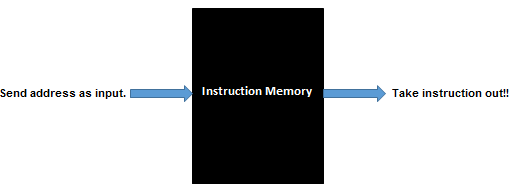 Send address as input.
Instruction Memory
Take instruction out!!